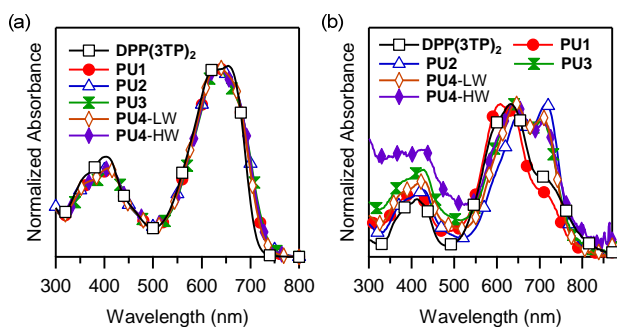 (a)
Normalized Absorbance
DPP(3TP)₂
PU1
PU2
PU3
PU4-LW
PU4-HW
300 400 500 600 700 800
Wavelength (nm)
(b)
Normalized Absorbance
DPP(3TP)₂ PU1
PU2 PU3
PU4-LW
PU4-HW
300 400 500 600 700 800
Wavelength (nm)